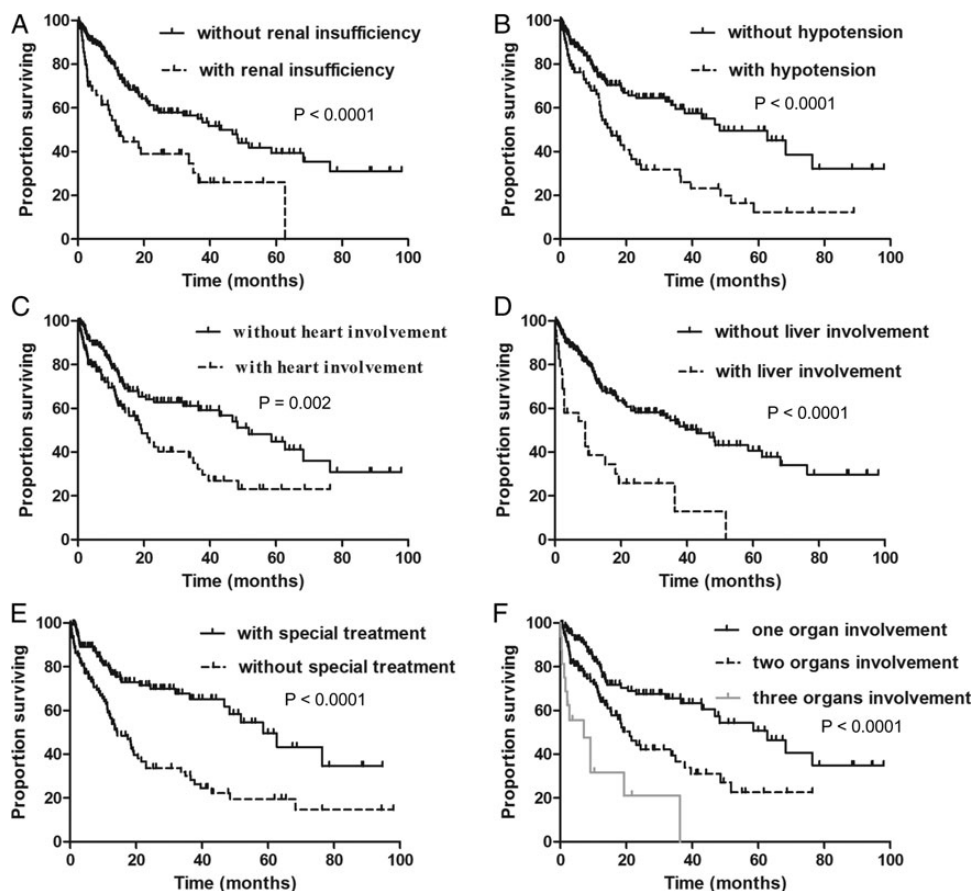 A
Proportion surviving
100
80
60
40
20
0
without renal insufficiency
with renal insufficiency
P < 0.0001
0 20 40 60 80 100
Time (months)
B
Proportion surviving
100
80
60
40
20
0
without hypotension
with hypotension
P < 0.0001
0 20 40 60 80 100
Time (months)
C
Proportion surviving
100
80
60
40
20
0
without heart involvement
with heart involvement
P = 0.002
0 20 40 60 80 100
Time (months)
D
Proportion surviving
100
80
60
40
20
0
without liver involvement
with liver involvement
P < 0.0001
0 20 40 60 80 100
Time (months)
E
Proportion surviving
100
80
60
40
20
0
with special treatment
without special treatment
P < 0.0001
0 20 40 60 80 100
Time (months)
F
Proportion surviving
100
80
60
40
20
0
one organ involvement
two organs involvement
three organs involvement
P < 0.0001
0 20 40 60 80 100
Time (months)